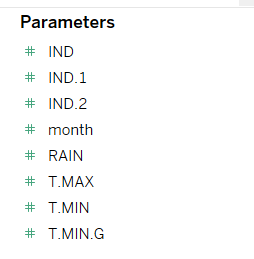 Parameters
# IND
# IND.1
# IND.2
# month
# RAIN
# T.MAX
# T.MIN
# T.MIN.G